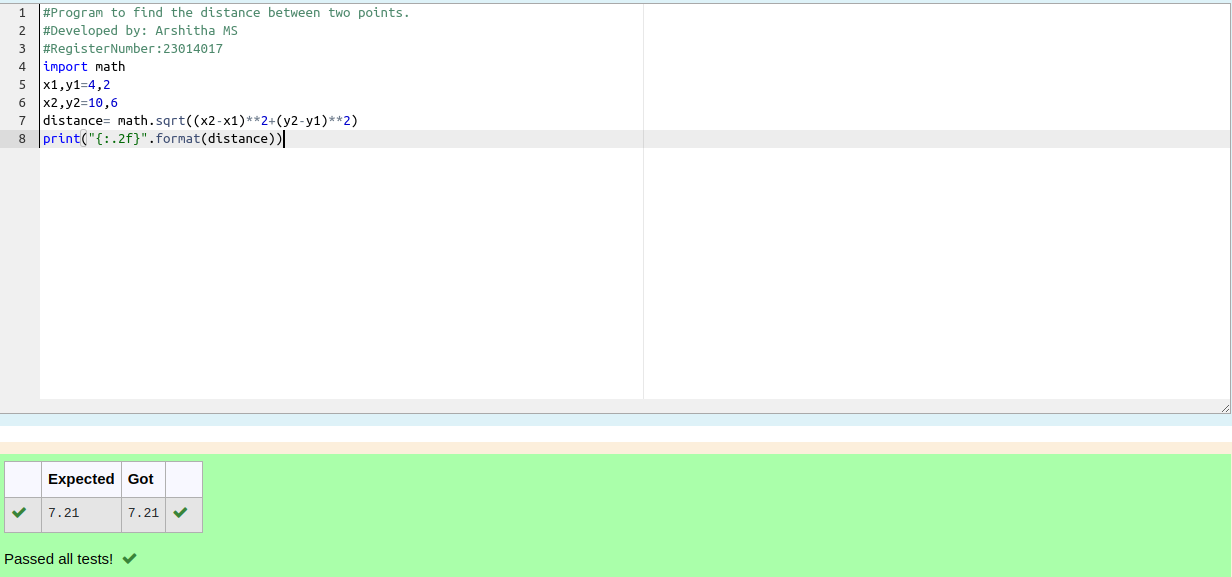 1 #Program to find the distance between two points.
2 #Developed by: Arshitha MS
3 #RegisterNumber:23014017
4 import math
5 x1,y1=4,2
6 x2,y2=10,6
7 distance= math.sqrt((x2-x1)**2+(y2-y1)**2)
8 print("{:.2f}".format(distance))
Expected Got
7.21 7.21
Passed all tests!